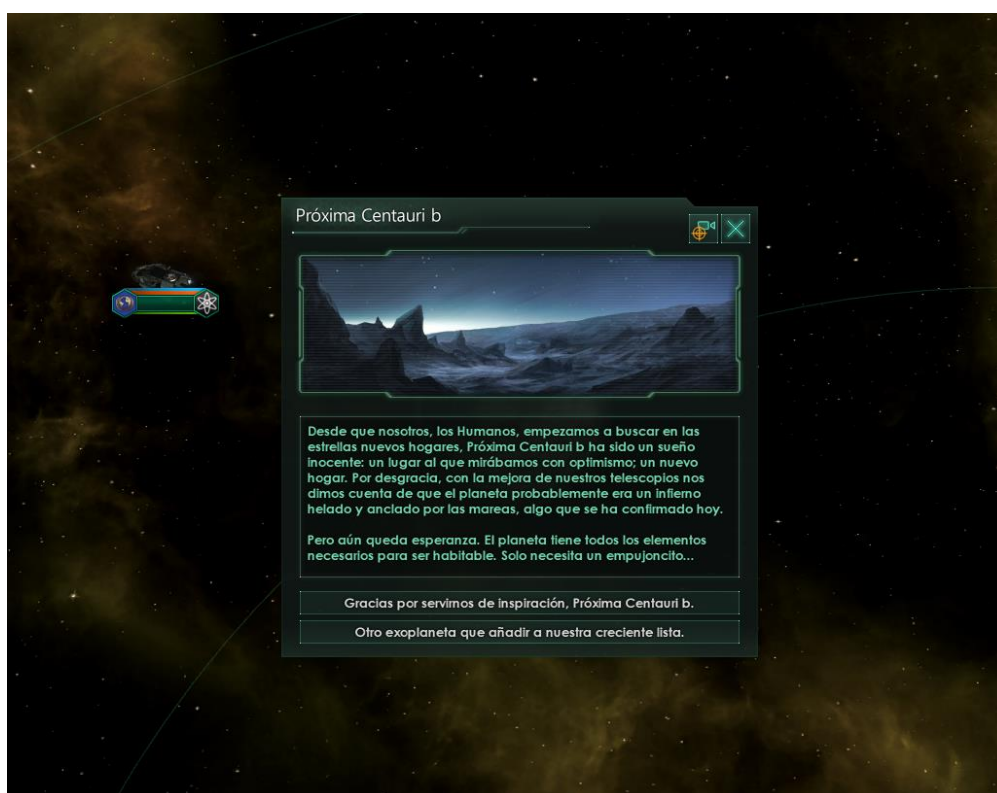 Próxima Centauri b
Desde que nosotros, los Humanos, empezamos a buscar en las
estrellas nuevos hogares, Próxima Centauri b ha sido un sueño
inocente: un lugar al que mirábamos con optimismo; un nuevo
hogar. Por desgracia, con la mejora de nuestros telescopios nos
dimos cuenta de que el planeta probablemente era un infierno
helado y anclado por las mareas, algo que se ha confirmado hoy.
Pero aún queda esperanza. El planeta tiene todos los elementos
necesarios para ser habitable. Solo necesita un empujoncito...
Gracias por servirnos de inspiración, Próxima Centauri b.
Otro exoplaneta que añadir a nuestra creciente lista.